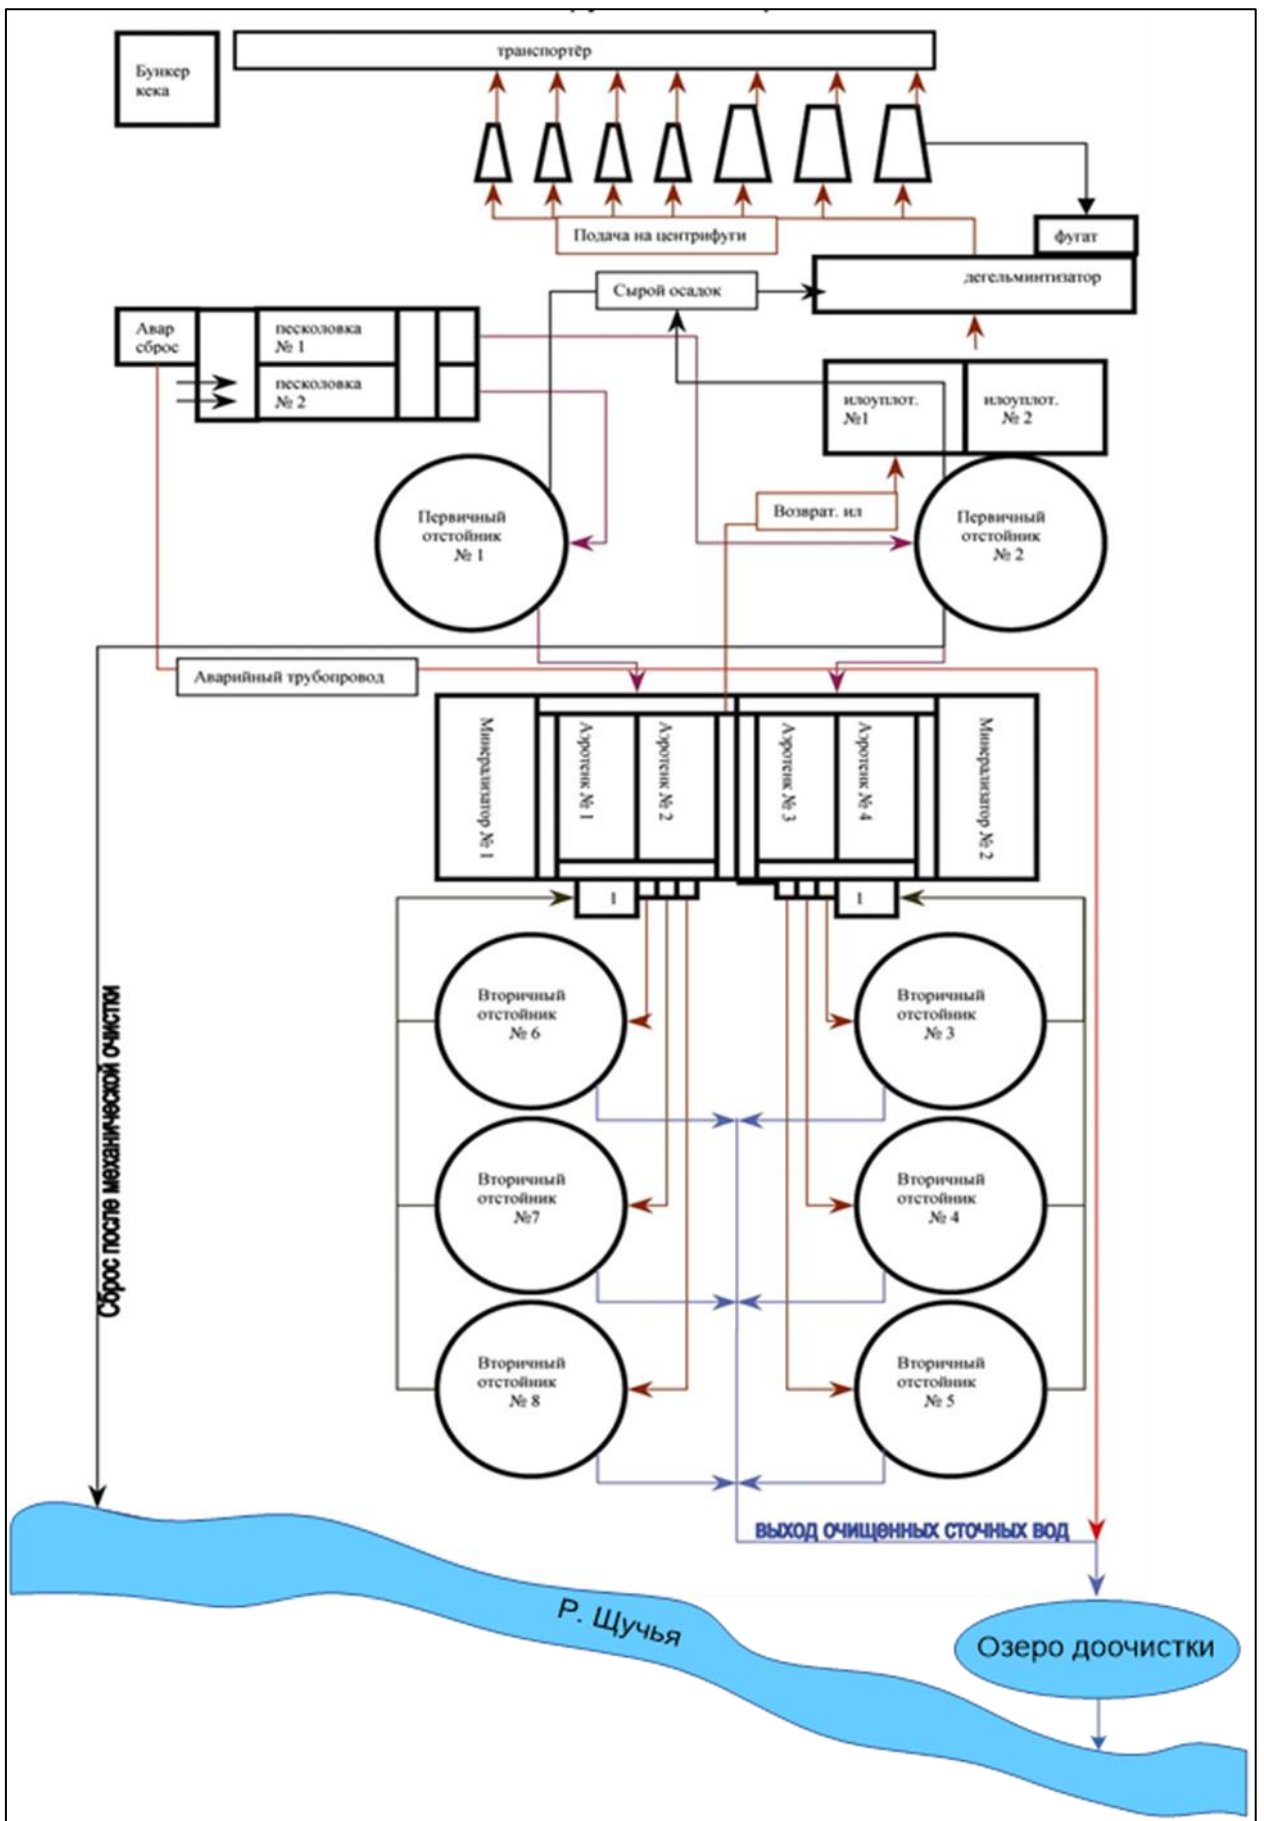 транспортёр
Бункер
кека
Подача на центрифуги
фугат
дегельминтизатор
Сырой осадок
Авар
сброс
песколовка
№ 1
песколовка
№ 2
илоуплот.
№1
илоуплот.
№ 2
Возврат. ил
Первичный
отстойник
№ 1
Первичный
отстойник
№ 2
Аварийный трубопровод
Минерализатор № 1
Аэротенк № 1
Аэротенк № 2
Аэротенк № 3
Аэротенк № 4
Минерализатор № 2
1
1
Вторичный
отстойник
№ 6
Вторичный
отстойник
№ 3
Сброс после механической очистки
Вторичный
отстойник
№7
Вторичный
отстойник
№ 4
Вторичный
отстойник
№ 8
Вторичный
отстойник
№ 5
выход очищенных сточных вод
Р. Щучья
Озеро доочистки